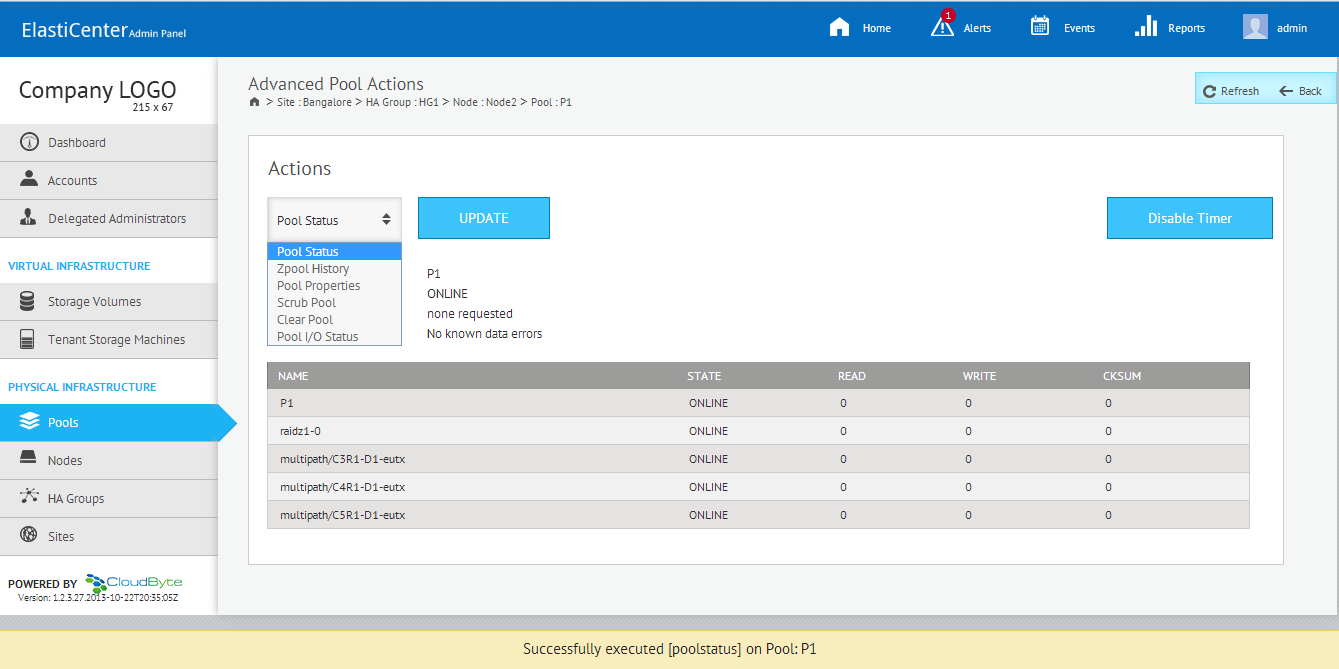 ElastiCenter Admin Panel
1
Home
Alerts
Events
Reports
admin
Company LOGO
215 x 67
Dashboard
Accounts
Delegated Administrators
VIRTUAL INFRASTRUCTURE
Storage Volumes
Tenant Storage Machines
PHYSICAL INFRASTRUCTURE
Pools
Nodes
HA Groups
Sites
POWERED BY CloudByte
Version: 1.2.3.27.2013-10-22T20:35:05Z
Advanced Pool Actions
> Site : Bangalore > HA Group : HG1 > Node : Node2 > Pool : P1
Refresh
Back
Actions
Pool Status
UPDATE
Disable Timer
Pool Status
Zpool History
Pool Properties
Scrub Pool
Clear Pool
Pool I/O Status
P1
ONLINE
none requested
No known data errors
NAME STATE READ WRITE CKSUM
P1 ONLINE 0 0 0
raidz1-0 ONLINE 0 0 0
multipath/C3R1-D1-eutx ONLINE 0 0 0
multipath/C4R1-D1-eutx ONLINE 0 0 0
multipath/C5R1-D1-eutx ONLINE 0 0 0
Successfully executed [poolstatus] on Pool: P1